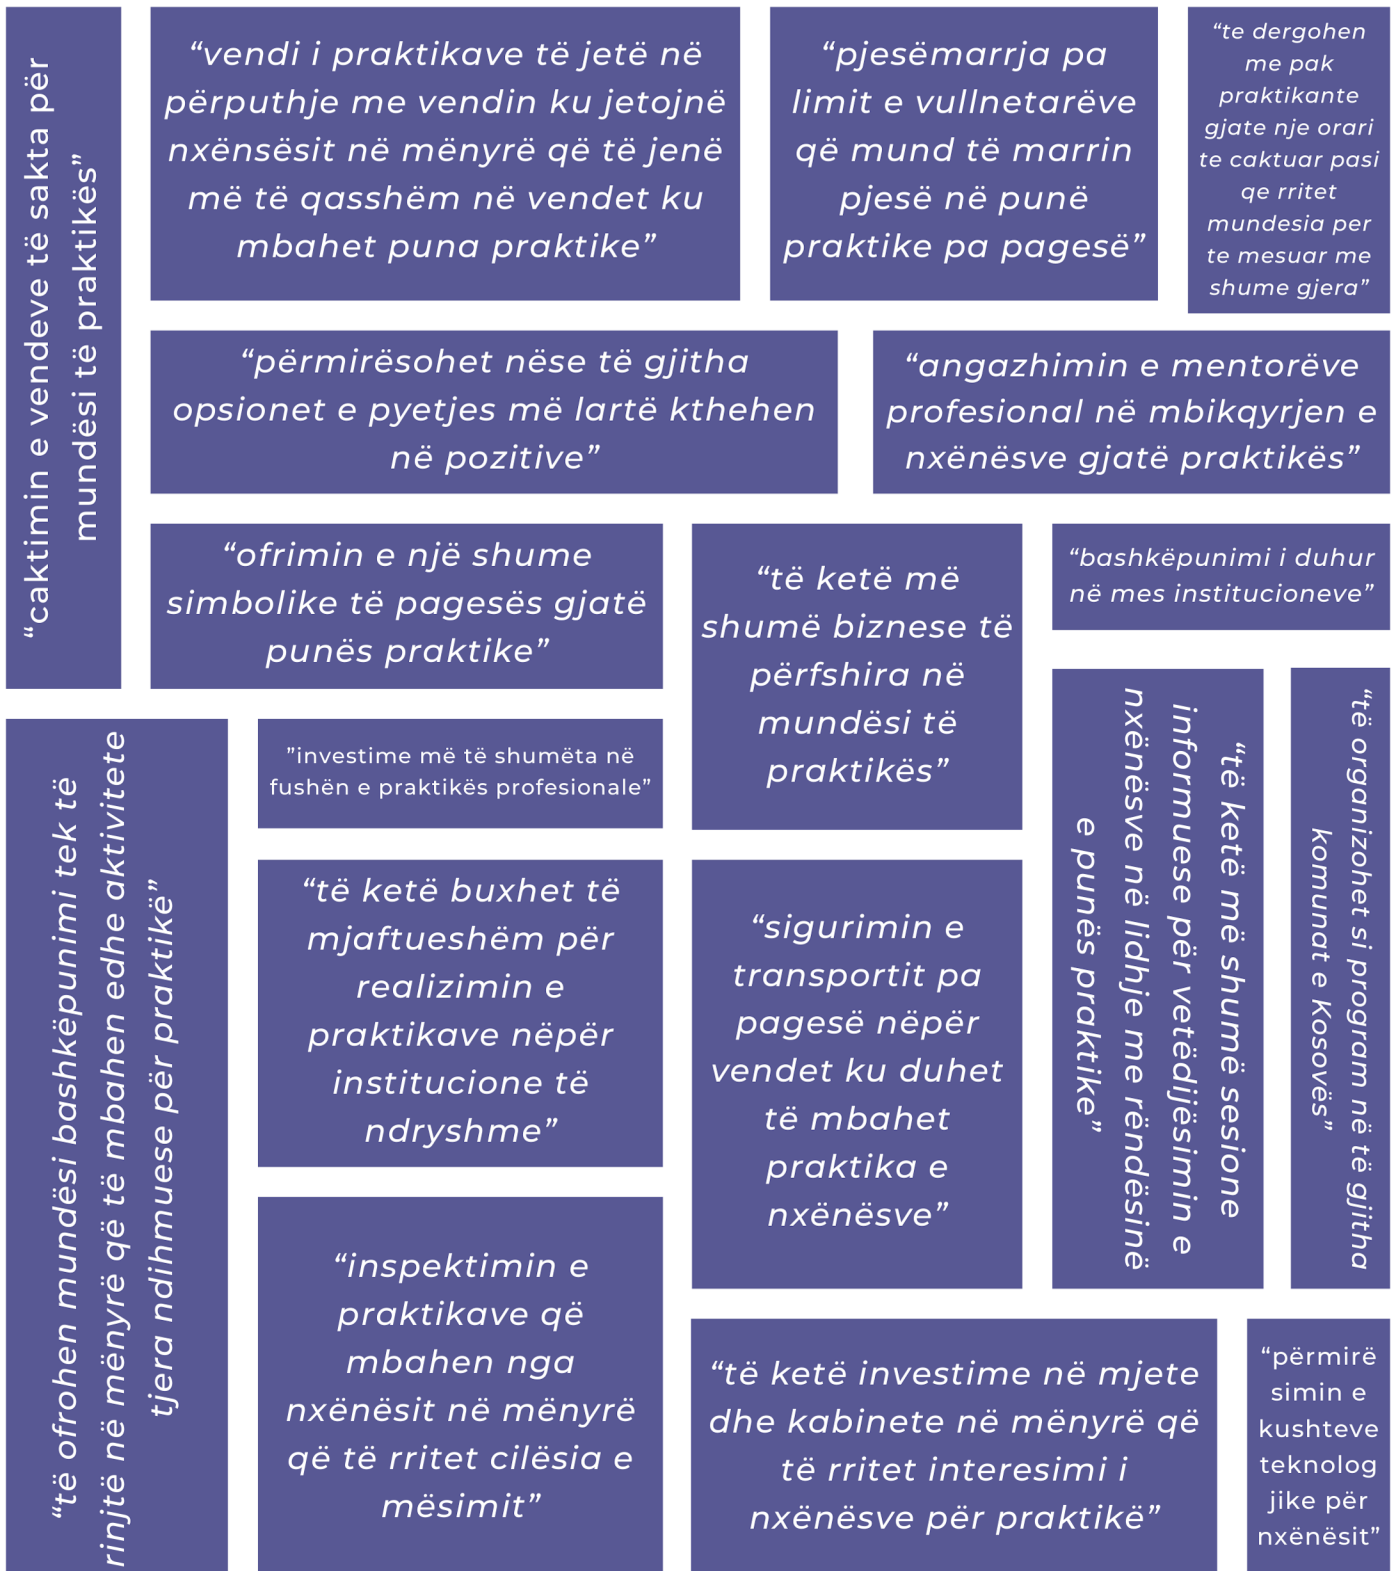 “caktimin e vendeve të sakta për
mundësi të praktikës”
“vendi i praktikave të jetë në
përputhje me vendin ku jetojnë
nxënsësit në mënyrë që të jenë
më të qasshëm në vendet ku
mbahet puna praktike”
“pjesëmarrja pa
limit e vullnetarëve
që mund të marrin
pjesë në punë
praktike pa pagesë”
“te dergohen
me pak
praktikante
gjate nje orari
te caktuar pasi
qe rritet
mundesia per
te mesuar me
shume gjera”
“përmirësohet nëse të gjitha
opsionet e pyetjes më lartë kthehen
në pozitive”
“angazhimin e mentorëve
profesional në mbikqyrjen e
nxënësve gjatë praktikës”
“ofrimin e një shume
simbolike të pagesës gjatë
punës praktike”
“të ketë më
shumë biznese të
përfshira në
mundësi të
praktikës”
“bashkëpunimi i duhur
në mes institucioneve”
“të ofrohen mundësi bashkëpunimi tek të
rinjtë në mënyrë që të mbahen edhe aktivitete
tjera ndihmuese për praktikë”
”investime më të shumëta në
fushën e praktikës profesionale”
“të ketë buxhet të
mjaftueshëm për
realizimin e
praktikave nëpër
institucione të
ndryshme”
“sigurimin e
transportit pa
pagesë nëpër
vendet ku duhet
të mbahet
praktika e
nxënësve”
“të ketë më shumë sesione
informuese për vetëdijësimin e
nxënësve në lidhje me rëndësinë
e punës praktike”
“të organizohet si program në të gjitha
komunat e Kosovës”
“inspektimin e
praktikave që
mbahen nga
nxënësit në mënyrë
që të rritet cilësia e
mësimit”
“të ketë investime në mjete
dhe kabinete në mënyrë që
të rritet interesimi i
nxënësve për praktikë”
“përmirë
simin e
kushteve
teknolog
jike për
nxënësit”